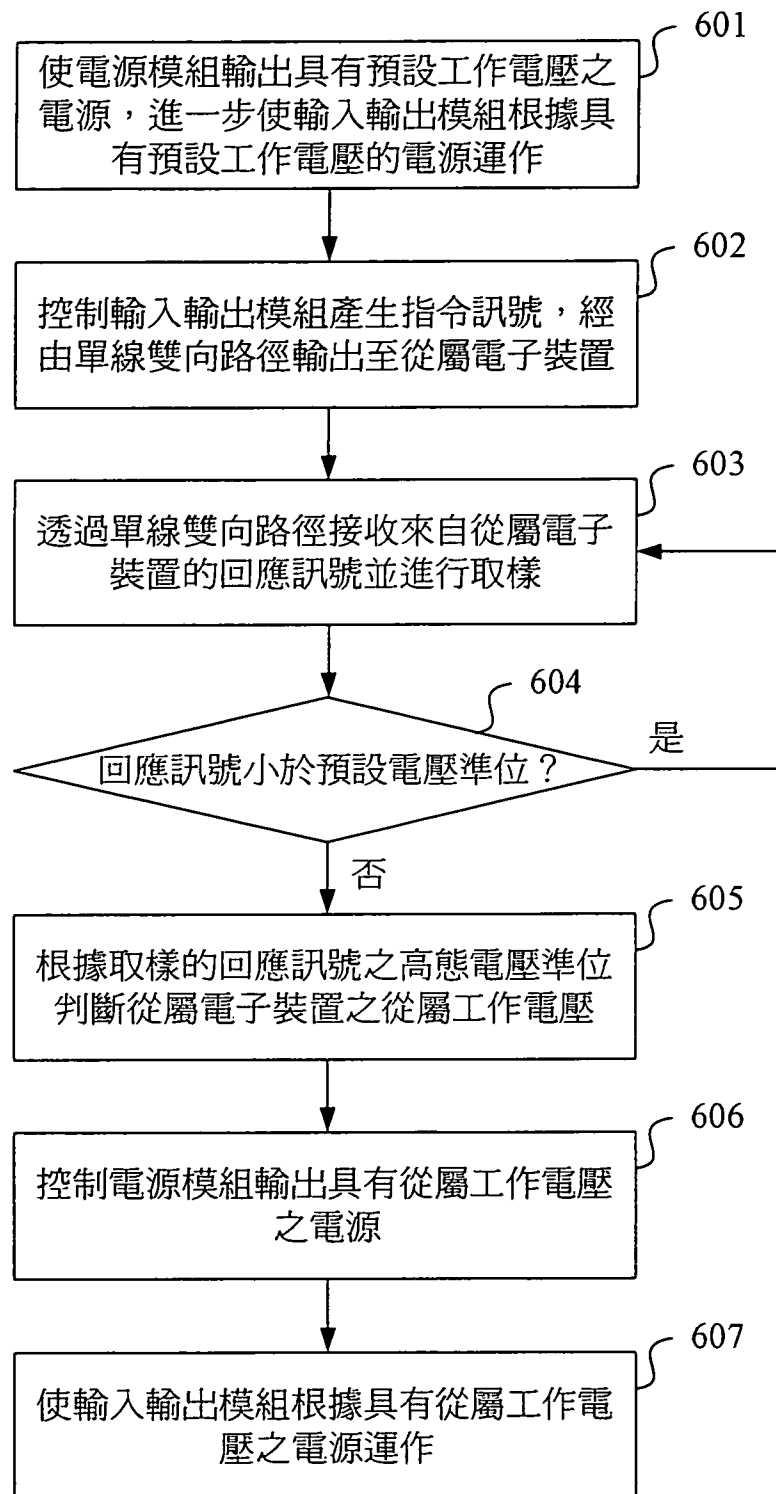 601
使電源模組輸出具有預設工作電壓之
電源，進一步使輸入輸出模組根據具
有預設工作電壓的電源運作
602
控制輸入輸出模組產生指令訊號，經
由單線雙向路徑輸出至從屬電子裝置
603
透過單線雙向路徑接收來自從屬電子
裝置的回應訊號並進行取樣
604
回應訊號小於預設電壓準位？
是
否
605
根據取樣的回應訊號之高態電壓準位
判斷從屬電子裝置之從屬工作電壓
606
控制電源模組輸出具有從屬工作電壓
之電源
607
使輸入輸出模組根據具有從屬工作電
壓之電源運作